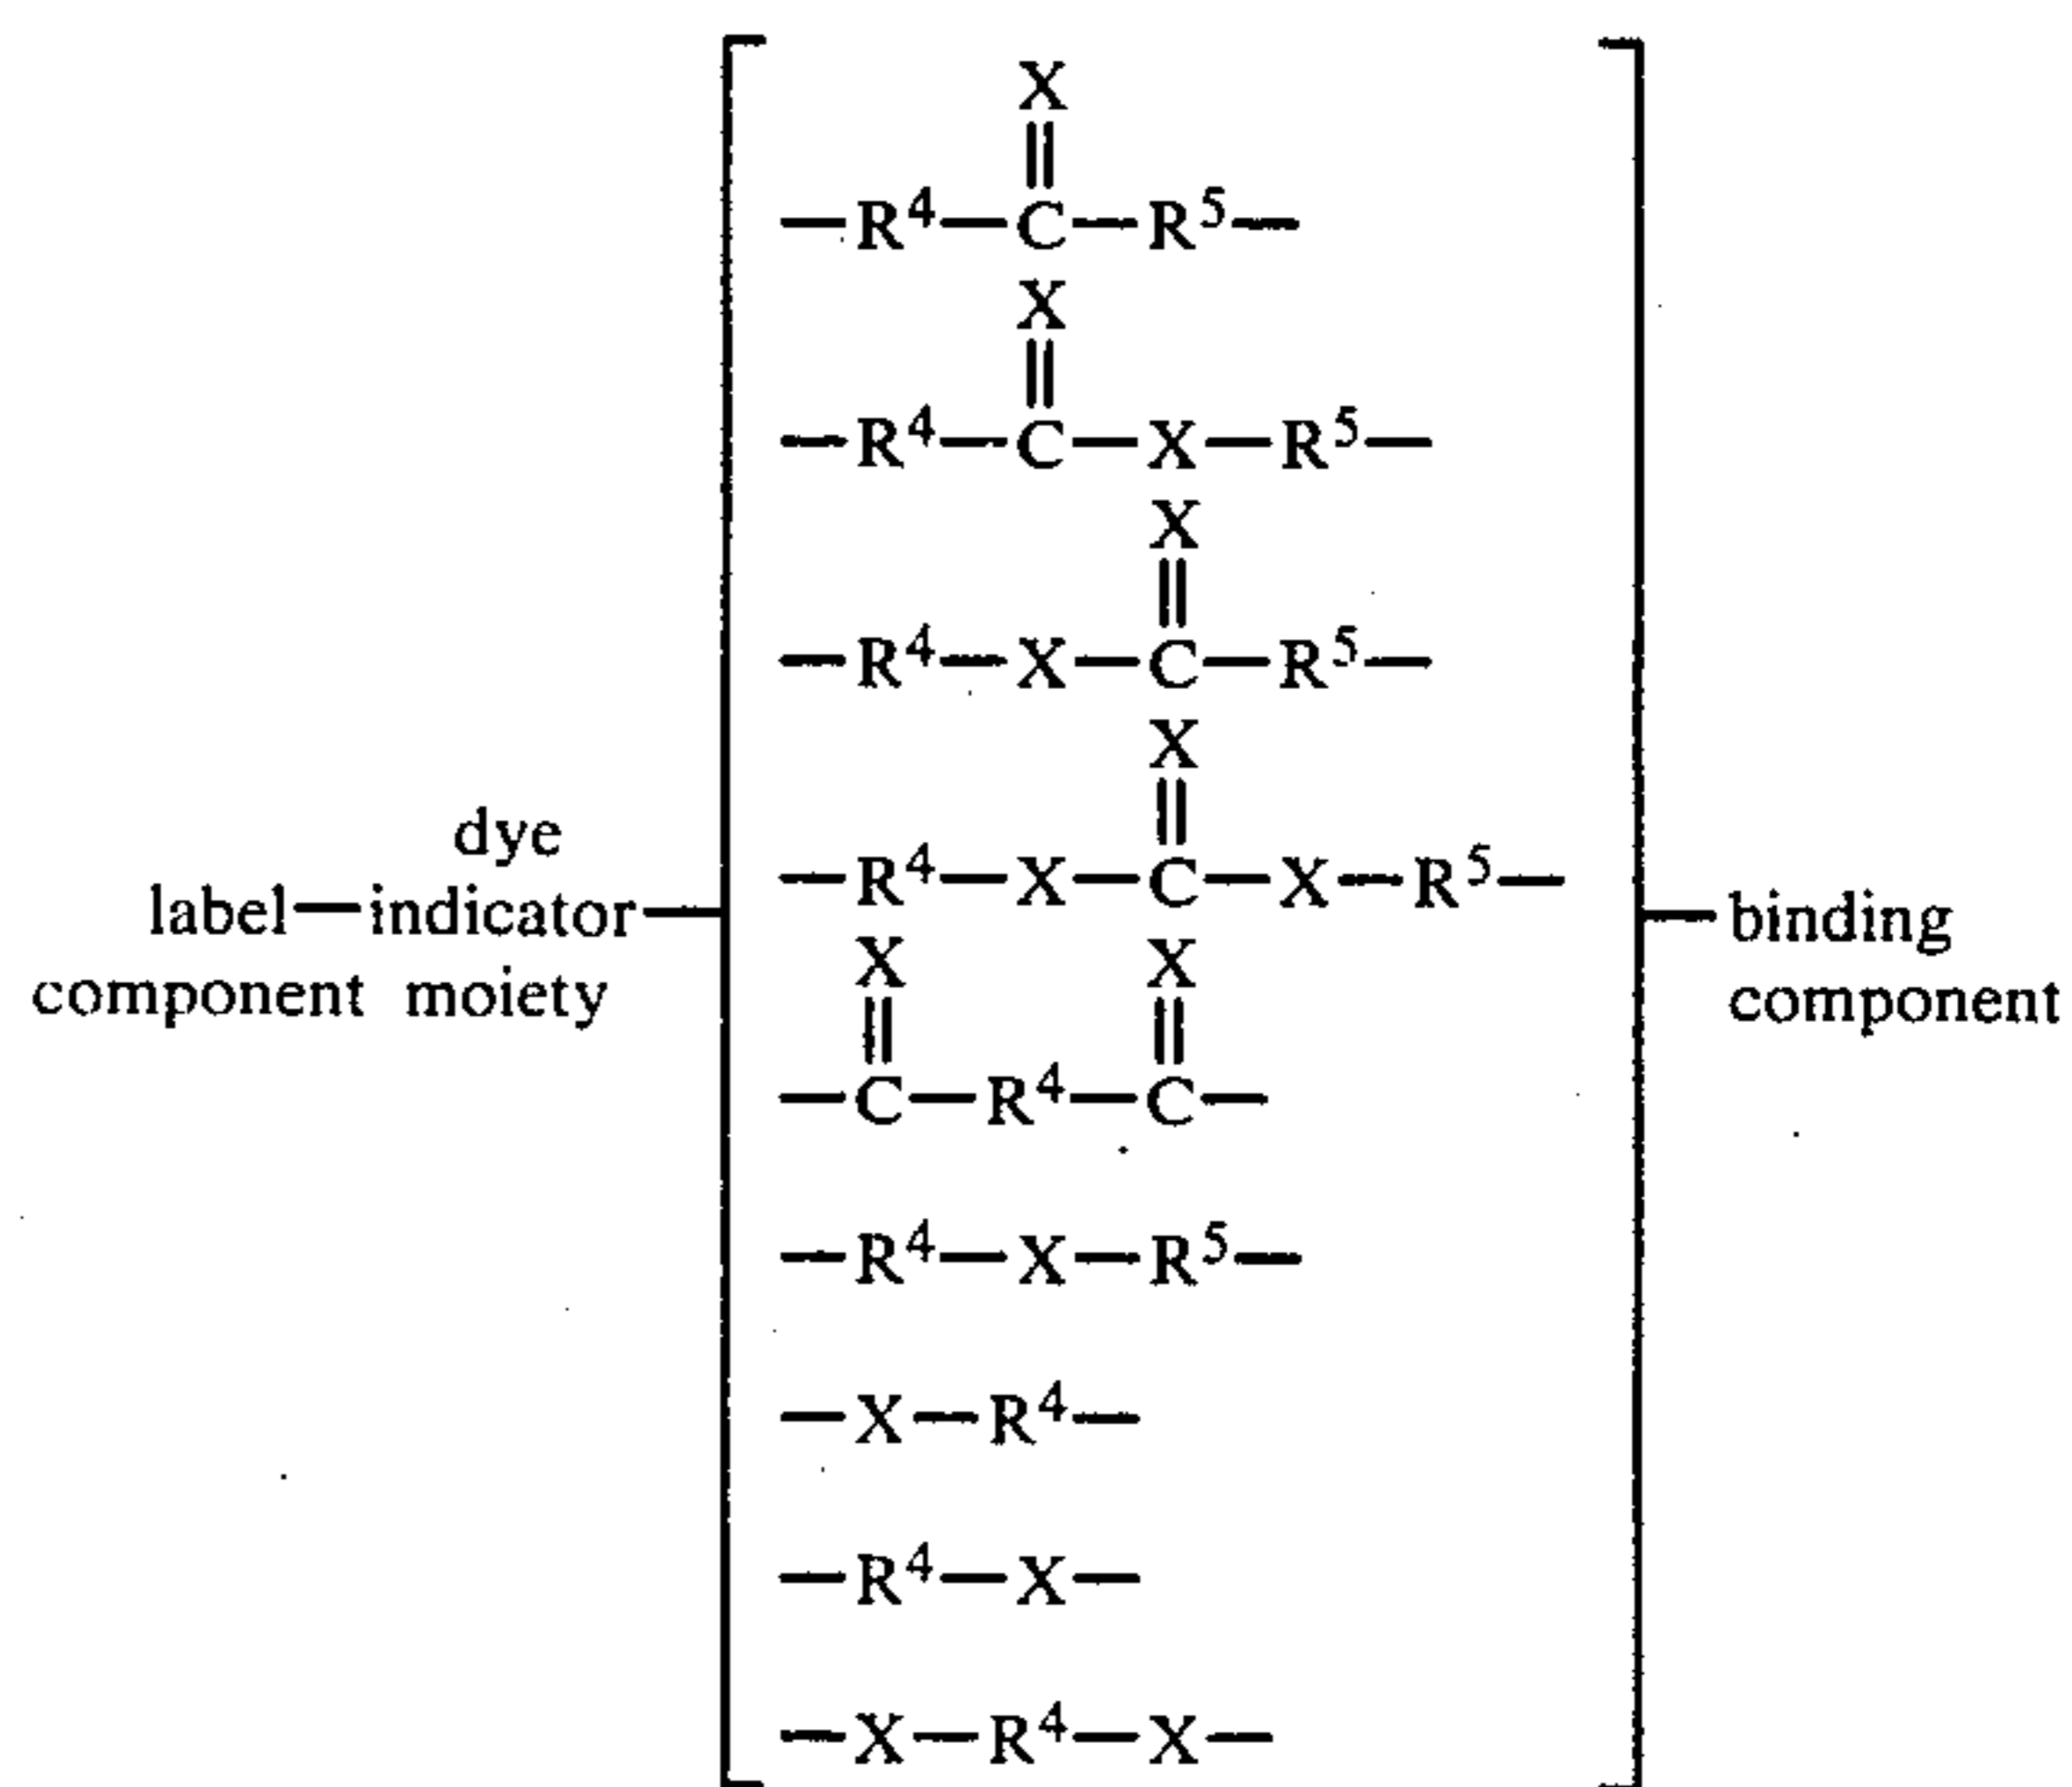 X
||
—R4—C—R5—
X
||
—R4—C—X—R5—
X
||
—R4—X—C—R5—
X
||
—R4—X—C—X—R5—
X X
|| ||
—C—R4—C—
—R4—X—R5—
—X—R4—
—R4—X—
—X—R4—X—
dye
label—indicator—
component moiety
—binding
component